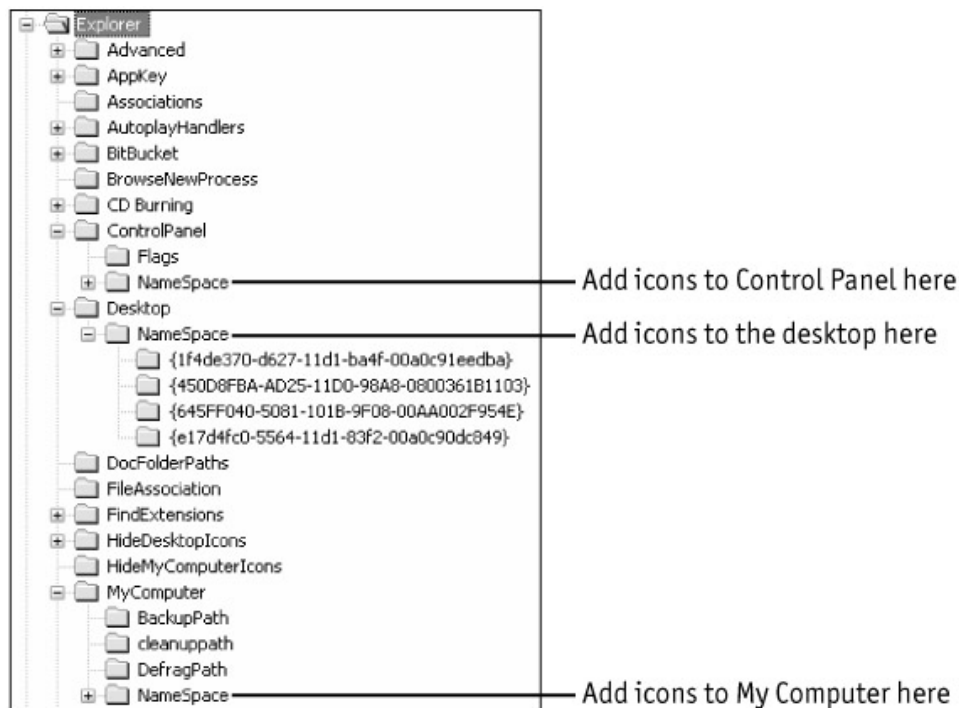 Explorer
Advanced
AppKey
Associations
AutoplayHandlers
BitBucket
BrowseNewProcess
CD Burning
ControlPanel
Flags
NameSpace Add icons to Control Panel here
Desktop
NameSpace Add icons to the desktop here
{1f4de370-d627-11d1-ba4f-00a0c91eedba}
{450D8FBA-AD25-11D0-98A8-0800361B1103}
{645FF040-5081-101B-9F08-00AA002F954E}
{e17d4fc0-5564-11d1-83f2-00a0c90dc849}
DocFolderPaths
FileAssociation
FindExtensions
HideDesktopIcons
HideMyComputerIcons
MyComputer
BackupPath
cleanuppath
DefragPath
NameSpace Add icons to My Computer here